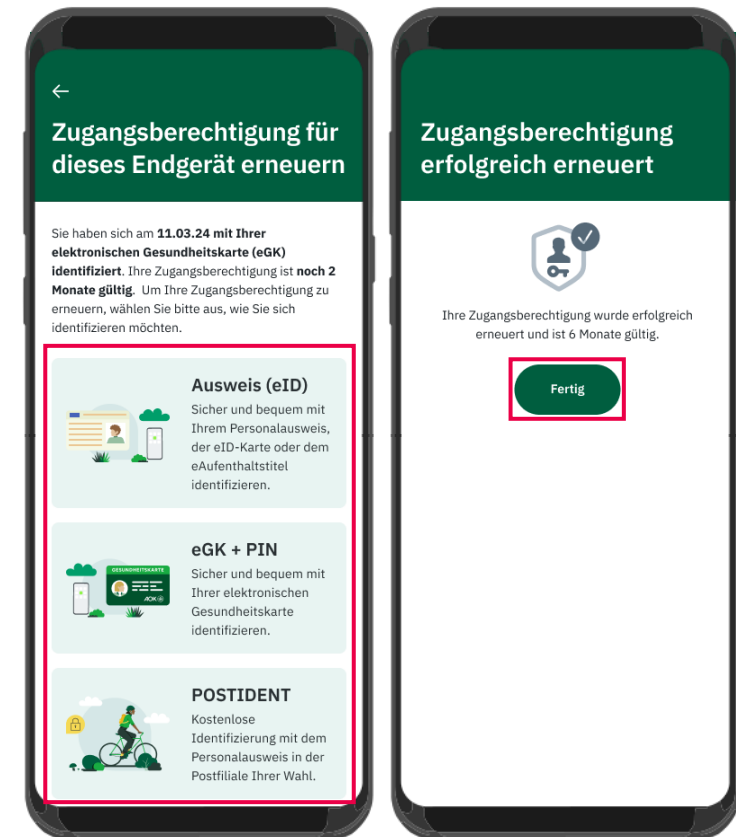 Zugangsberechtigung für
dieses Endgerät erneuern
Sie haben sich am 11.03.24 mit Ihrer
elektronischen Gesundheitskarte (eGK)
identifiziert. Ihre Zugangsberechtigung ist noch 2
Monate gültig. Um Ihre Zugangsberechtigung zu
erneuern, wählen Sie bitte aus, wie Sie sich
identifizieren möchten.
Ausweis (eID)
Sicher und bequem mit
Ihrem Personalausweis,
der eID-Karte oder dem
eAufenthaltstitel
identifizieren.
GESUNDHEITSKARTE
AOK
eGK + PIN
Sicher und bequem mit
Ihrer elektronischen
Gesundheitskarte
identifizieren.
POSTIDENT
Kostenlose
Identifizierung mit dem
Personalausweis in der
Postfiliale Ihrer Wahl.
Zugangsberechtigung
erfolgreich erneuert
Ihre Zugangsberechtigung wurde erfolgreich
erneuert und ist 6 Monate gültig.
Fertig